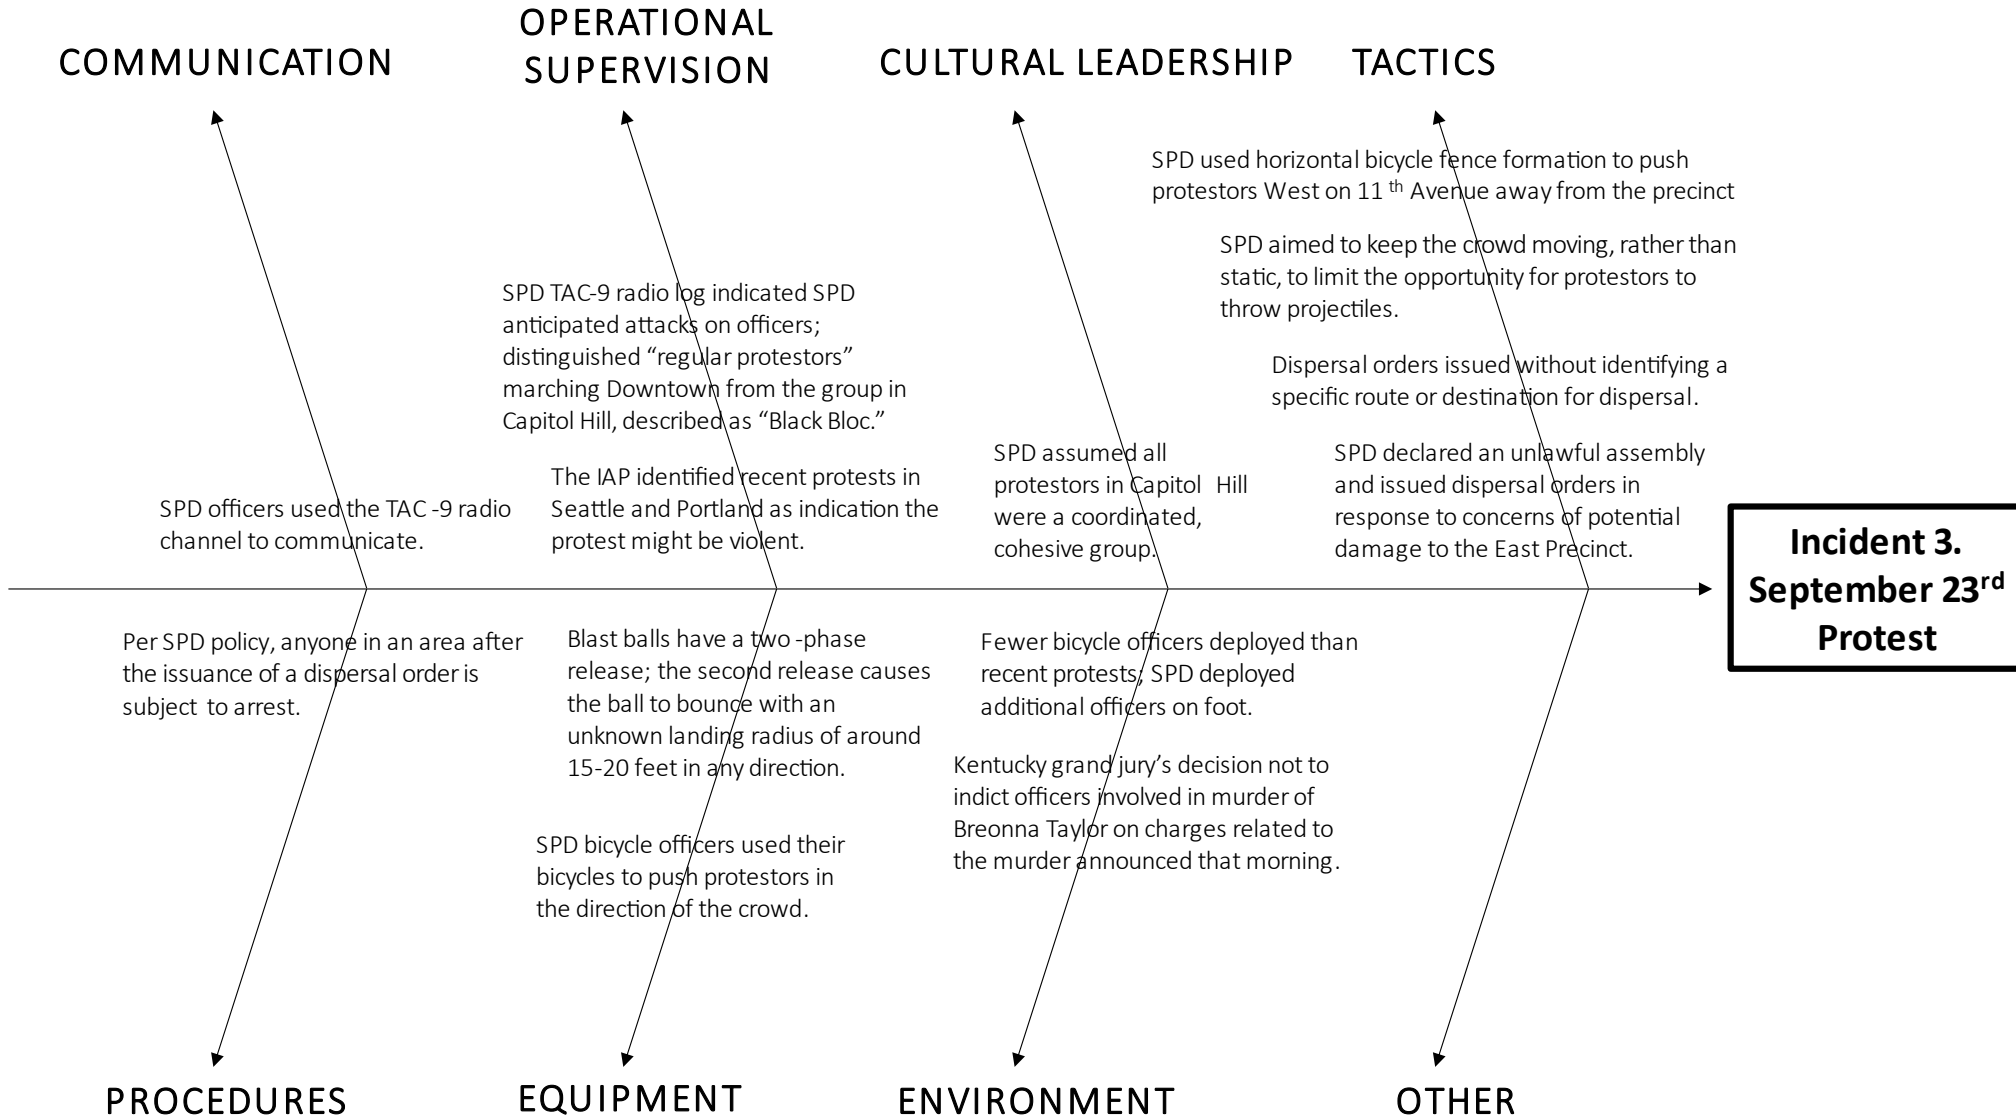 COMMUNICATION
OPERATIONAL
SUPERVISION
CULTURAL LEADERSHIP
TACTICS
SPD used horizontal bicycle fence formation to push
protestors West on 11 th Avenue away from the precinct
SPD aimed to keep the crowd moving, rather than
static, to limit the opportunity for protestors to
throw projectiles.
Dispersal orders issued without identifying a
specific route or destination for dispersal.
SPD declared an unlawful assembly
and issued dispersal orders in
response to concerns of potential
damage to the East Precinct.
SPD TAC-9 radio log indicated SPD
anticipated attacks on officers;
distinguished “regular protestors”
marching Downtown from the group in
Capitol Hill, described as “Black Bloc.”
The IAP identified recent protests in
Seattle and Portland as indication the
protest might be violent.
SPD assumed all
protestors in Capitol Hill
were a coordinated,
cohesive group.
SPD officers used the TAC -9 radio
channel to communicate.
Incident 3.
September 23rd
Protest
Per SPD policy, anyone in an area after
the issuance of a dispersal order is
subject to arrest.
Blast balls have a two -phase
release; the second release causes
the ball to bounce with an
unknown landing radius of around
15-20 feet in any direction.
SPD bicycle officers used their
bicycles to push protestors in
the direction of the crowd.
Fewer bicycle officers deployed than
recent protests; SPD deployed
additional officers on foot.
Kentucky grand jury’s decision not to
indict officers involved in murder of
Breonna Taylor on charges related to
the murder announced that morning.
PROCEDURES
EQUIPMENT
ENVIRONMENT
OTHER